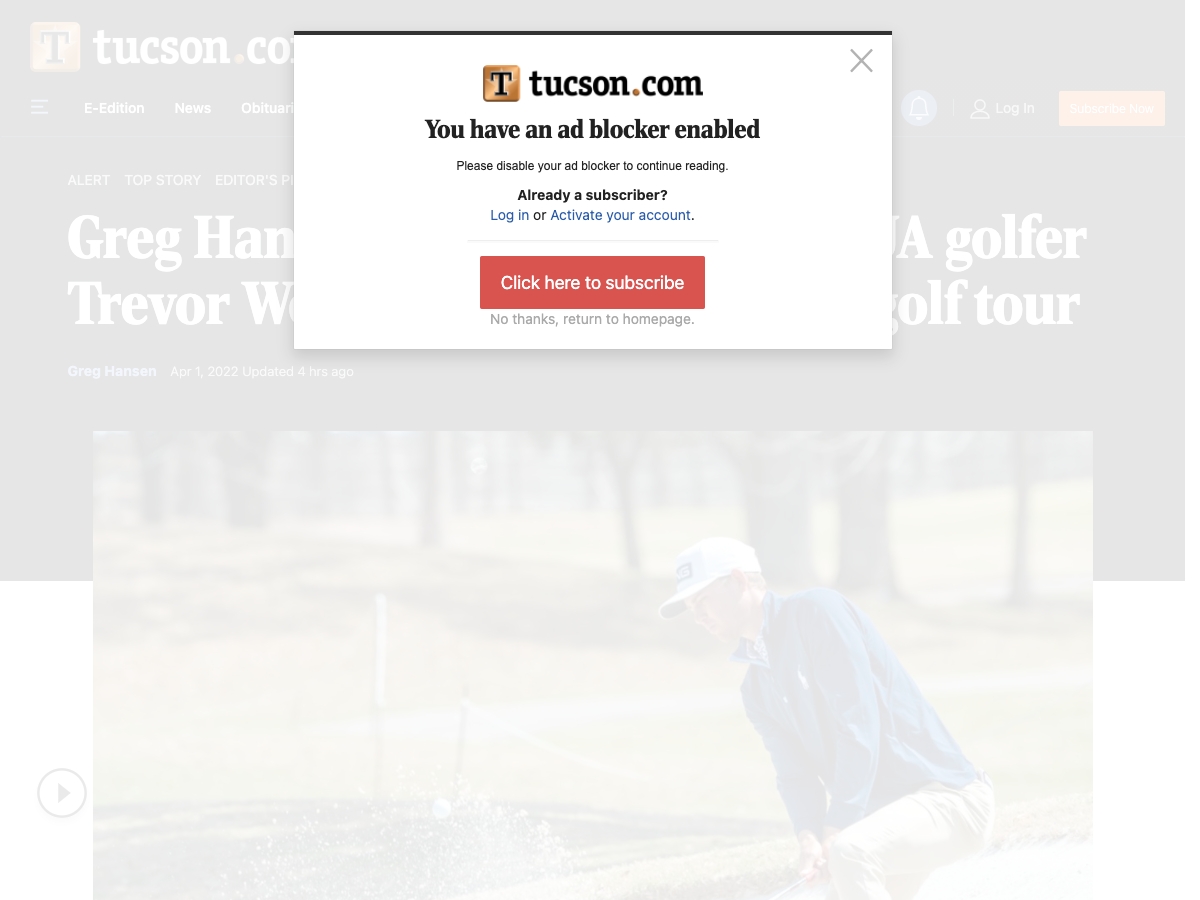 T tucson.co
E-Edition News Obituari
Log In Subscribe Now
ALERT TOP STORY EDITOR'S PI
Greg Han
UA golfer
Trevor We
golf tour
Greg Hansen Apr 1, 2022 Updated 4 hrs ago
T tucson.com
You have an ad blocker enabled
Please disable your ad blocker to continue reading.
Already a subscriber?
Log in or Activate your account.
Click here to subscribe
No thanks, return to homepage.